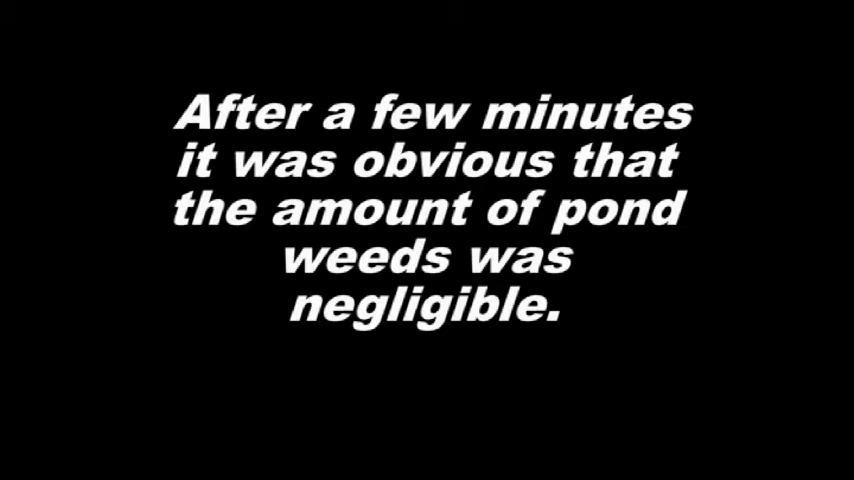 After a few minutes
it was obvious that
the amount of pond
weeds was
negligible.